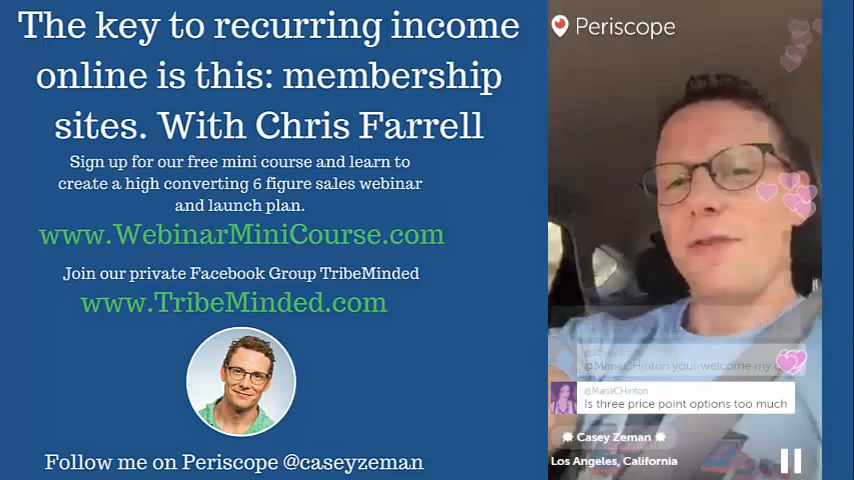 The key to recurring income
online is this: membership
sites. With Chris Farrell
Sign up for our free mini course and learn to
create a high converting 6 figure sales webinar
and launch plan.
www.WebinarMiniCourse.com
Join our private Facebook Group TribeMinded
www.TribeMinded.com
Follow me on Periscope @caseyzeman
Periscope
@MariaCHinton your welcome my
@MariaCHinton
Is three price point options too much
Casey Zeman
Los Angeles, California